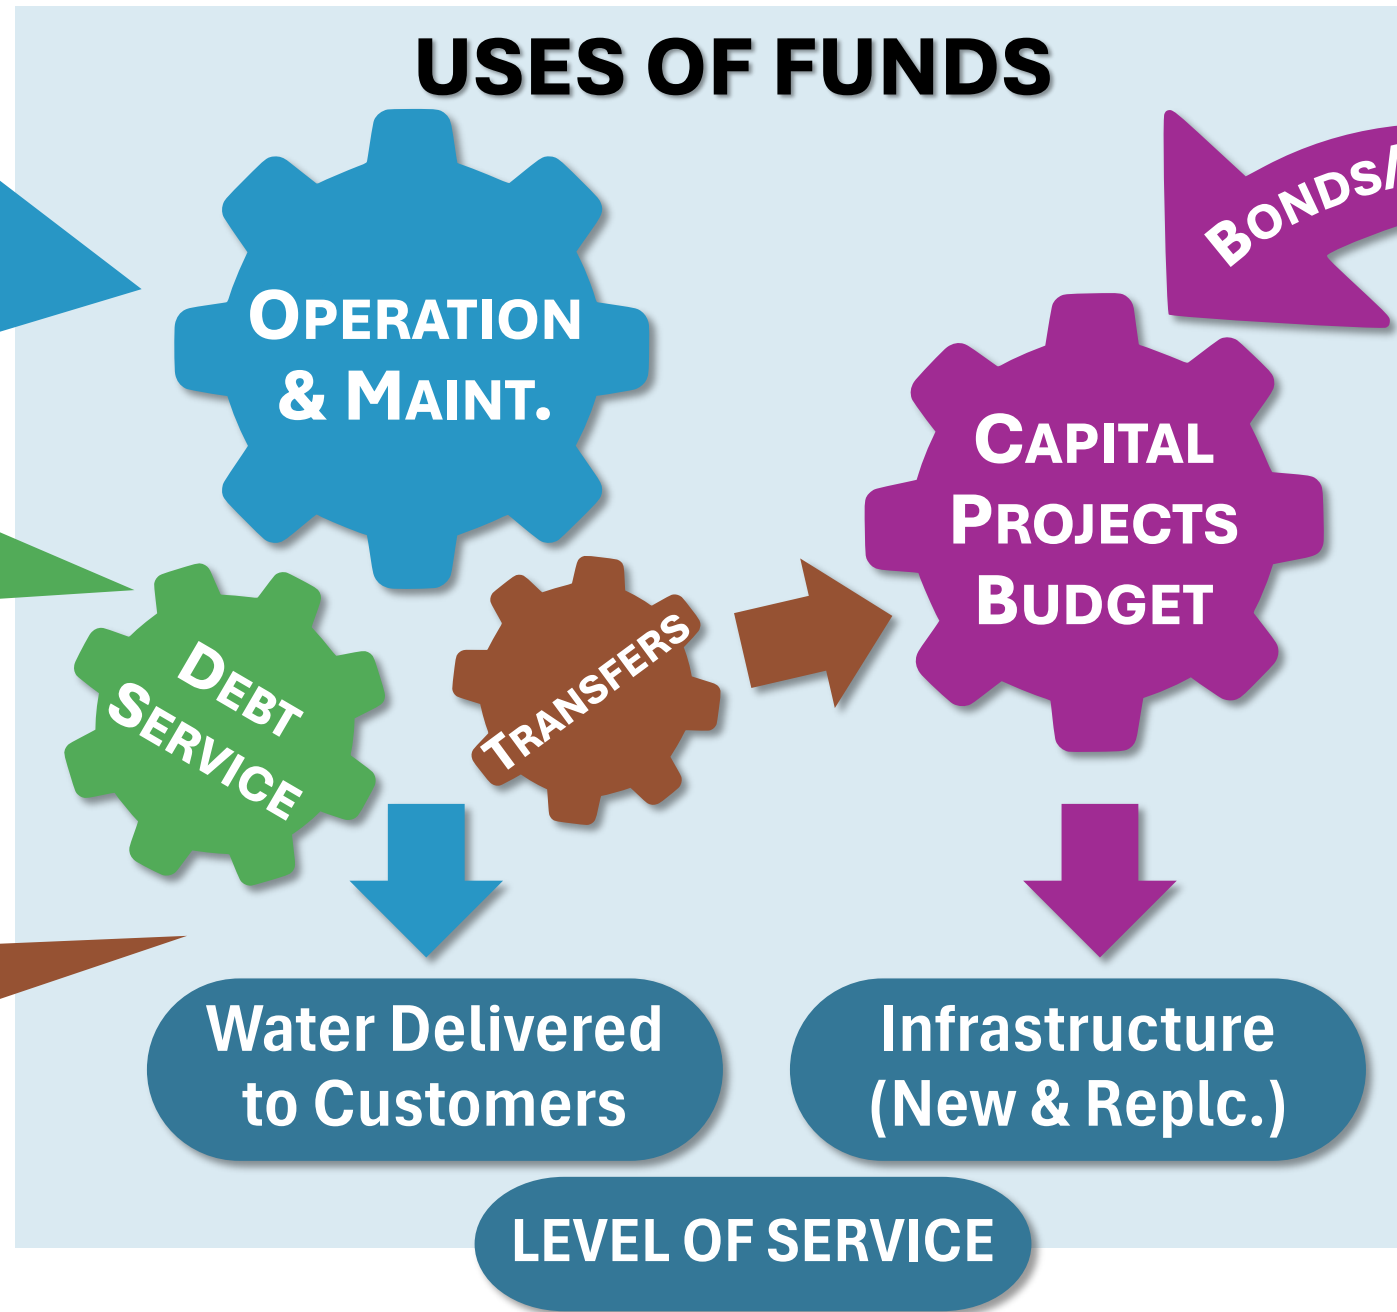 USES OF FUNDS
BONDS/
OPERATION
& MAINT.
CAPITAL
PROJECTS
BUDGET
DEBT
SERVICE
TRANSFERS
Water Delivered
to Customers
Infrastructure
(New & Replc.)
LEVEL OF SERVICE